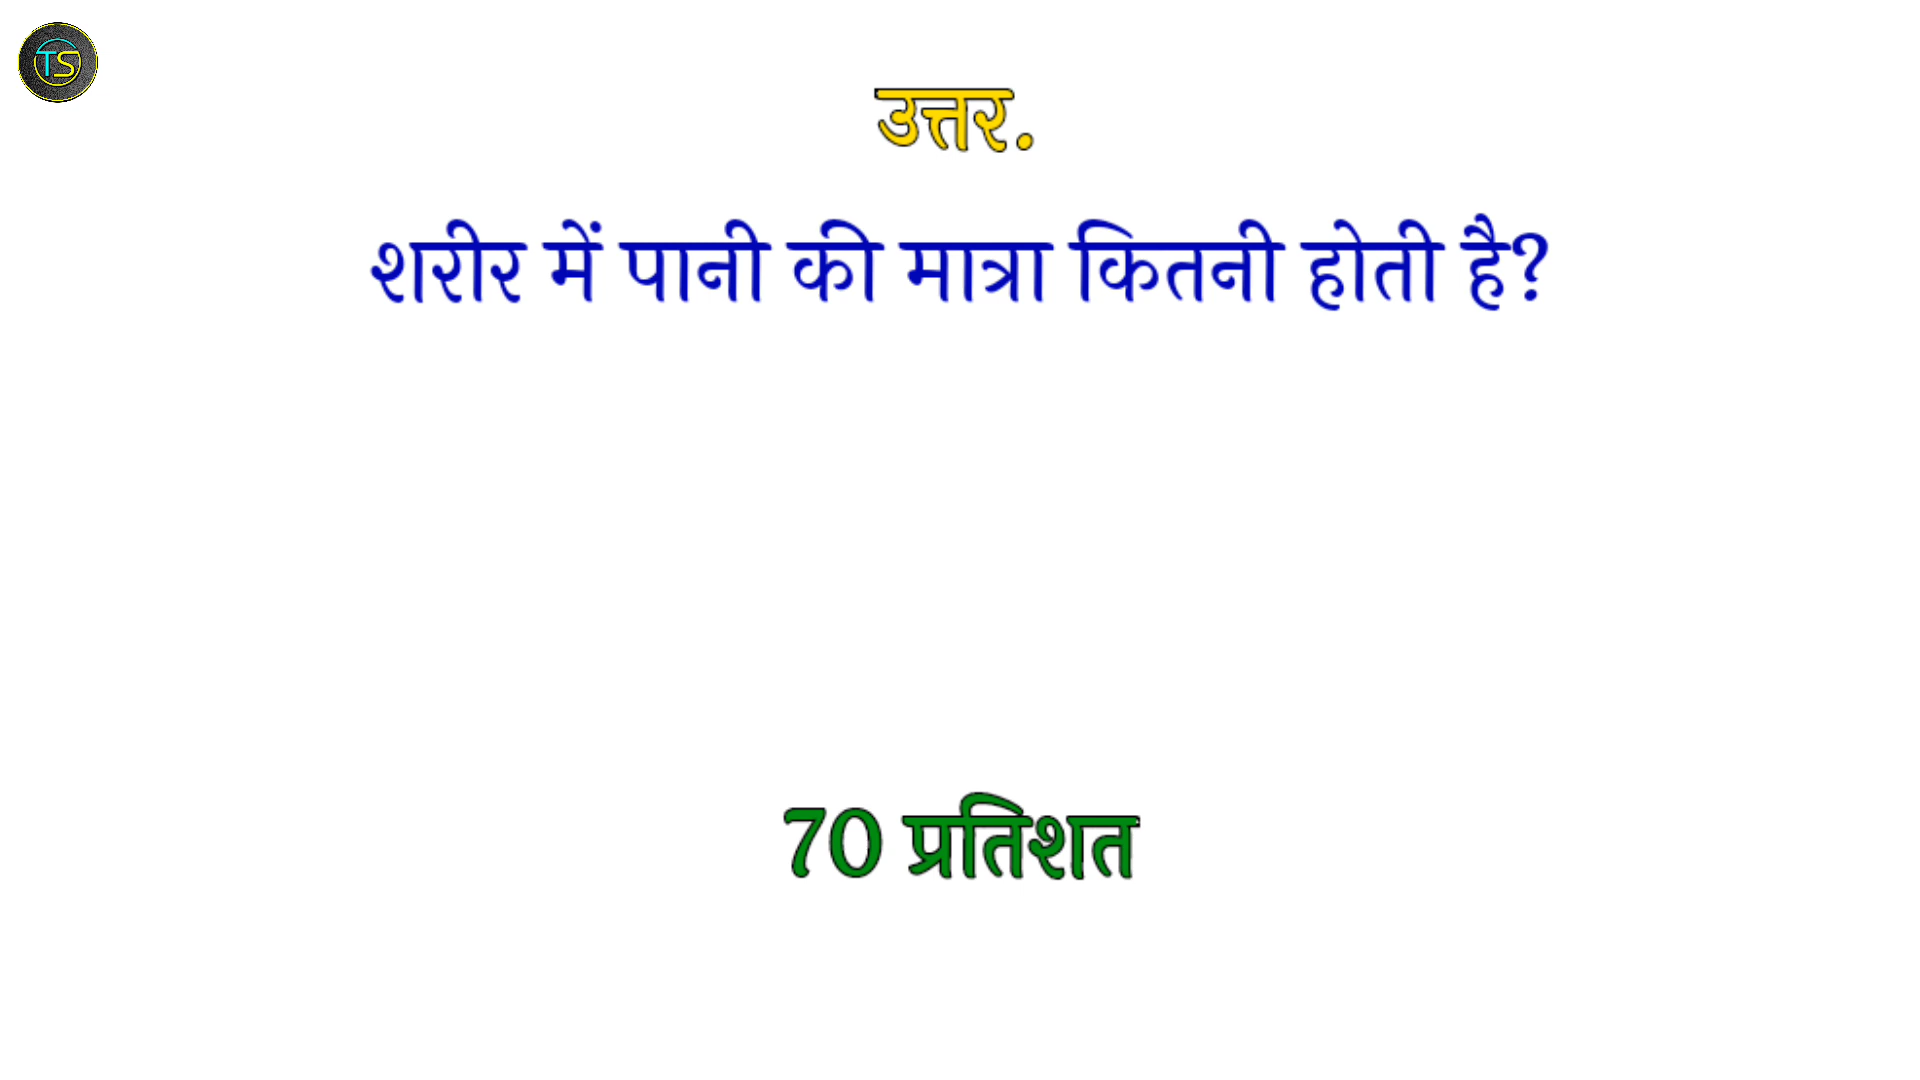 TS
उत्तर.
शरीर में पानी की मात्रा कितनी होती है?
70 प्रतिशत